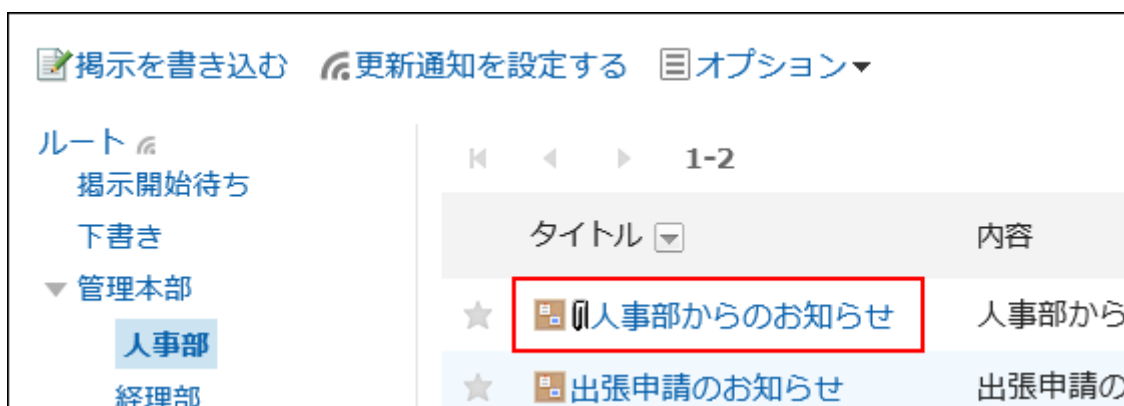 掲示を書き込む 更新通知を設定する オプション
ルート
掲示開始待ち
下書き
管理本部
人事部
経理部
1-2
タイトル 内容
人事部からのお知らせ 人事部から
出張申請のお知らせ 出張申請の